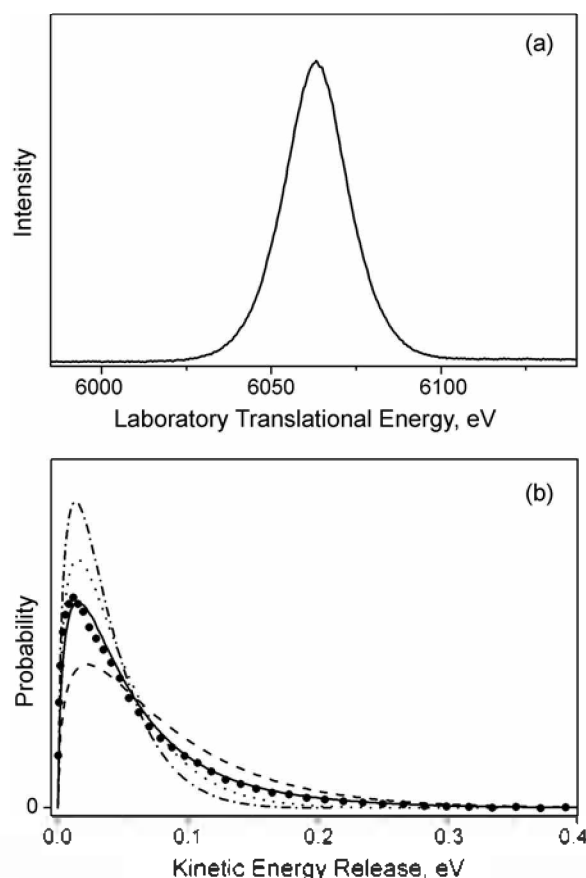 (a)
Intensity
6000 6050 6100
Laboratory Translational Energy, eV
(b)
Probability
0
0.0 0.1 0.2 0.3 0.4
Kinetic Energy Release, eV